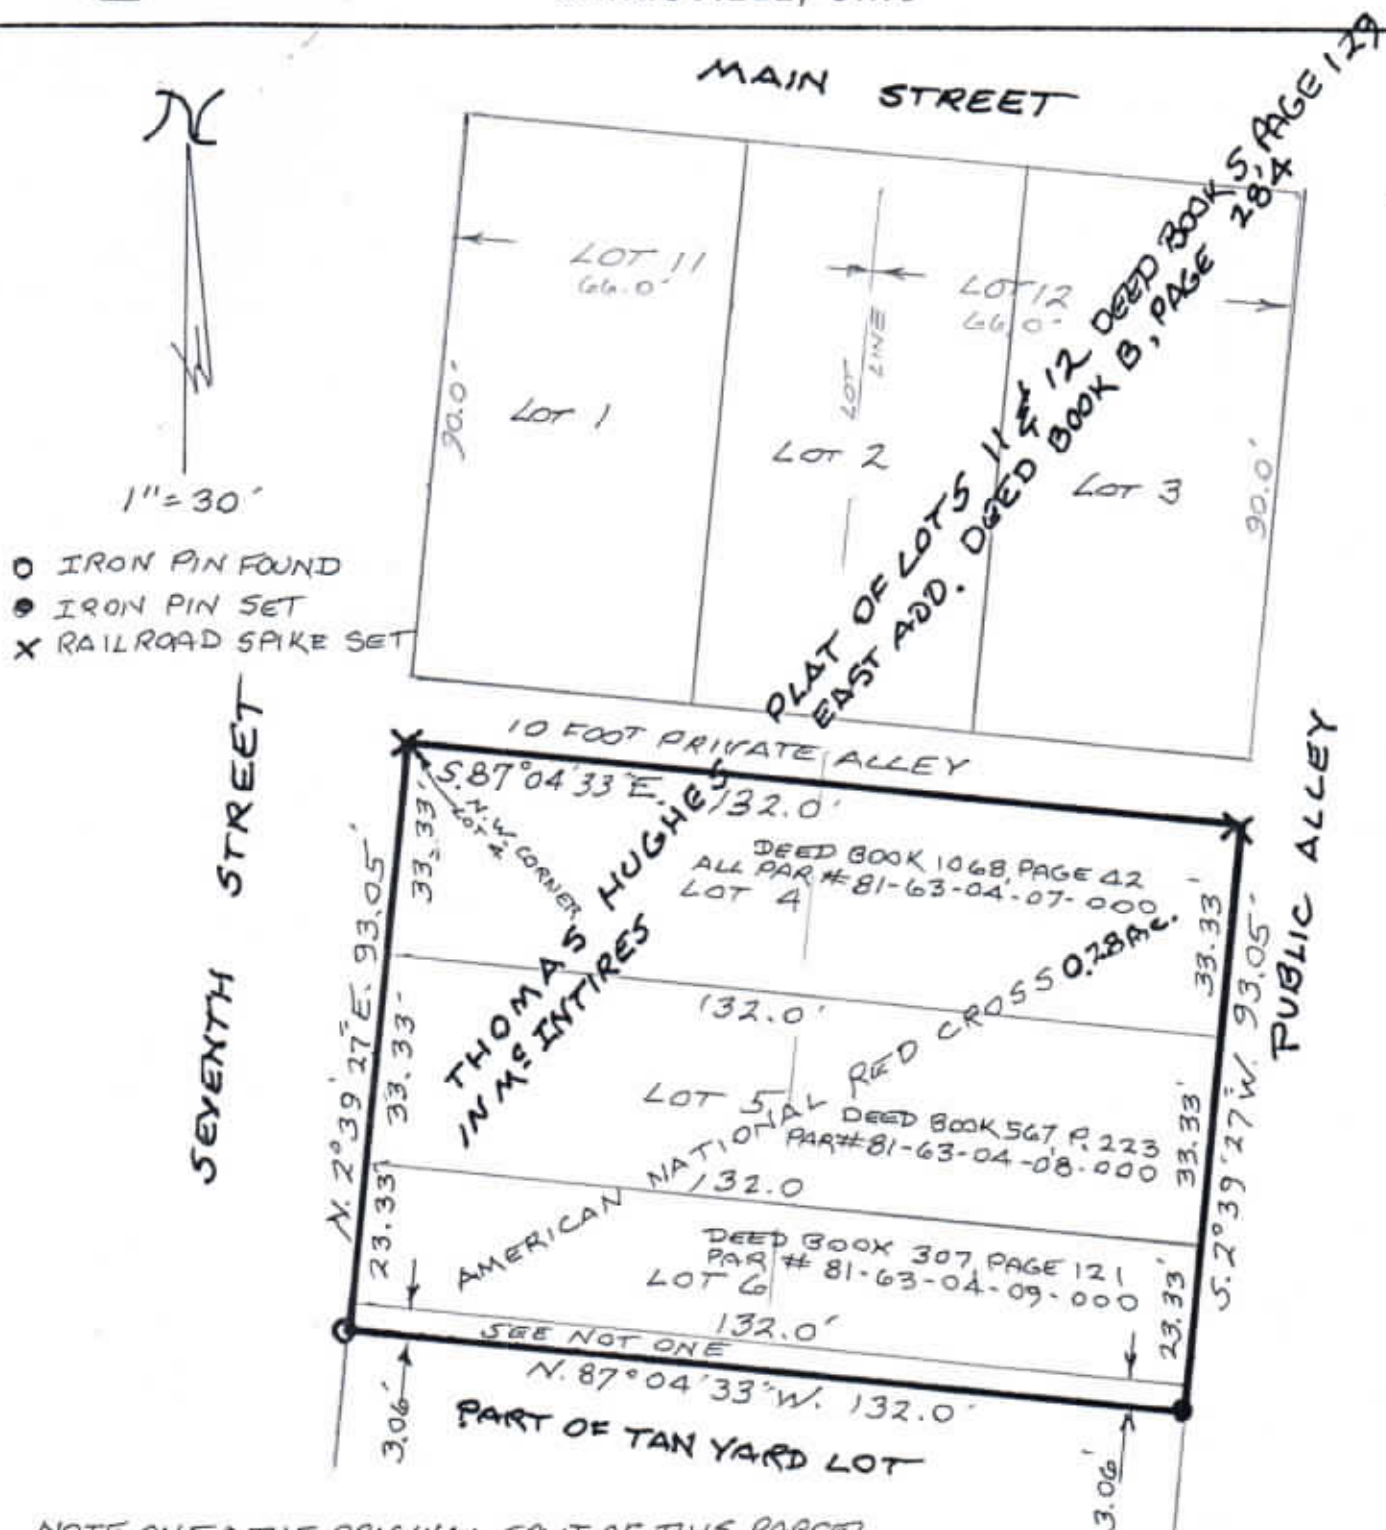 MAIN STREET
N
1"=30'
O IRON PIN FOUND
● IRON PIN SET
X RAILROAD SPIKE SET
LOT 11
66.0'
LOT 12
66.0'
90.0'
LOT 1
LOT LINE
LOT 2
LOT 3
90.0'
PLAT OF LOTS 11 & 12 DEED BOOK 5, PAGE 129
EAST ADD. DEED BOOK B, PAGE 284
THOMAS HUGHES
IN McINTIRES
SEVENTH STREET
PUBLIC ALLEY
10 FOOT PRIVATE ALLEY
S.87°04'33"E. 132.0'
N.W. CORNER
LOT 4
33.33'
DEED BOOK 1068, PAGE 42
ALL PAR # 81-63-04-07-000
LOT 4
33.33'
N. 2°39'27"E. 93.05'
S. 2°39'27"W. 93.05'
132.0'
AMERICAN NATIONAL RED CROSS 0.28Ac.
33.33'
LOT 5
DEED BOOK 567, P. 223
PAR# 81-63-04-08-000
33.33'
132.0
23.33'
DEED BOOK 307, PAGE 121
PAR # 81-63-04-09-000
LOT 6
23.33'
132.0'
SEE NOT ONE
N. 87°04'33"W. 132.0'
3.06'
PART OF TAN YARD LOT
3.06'